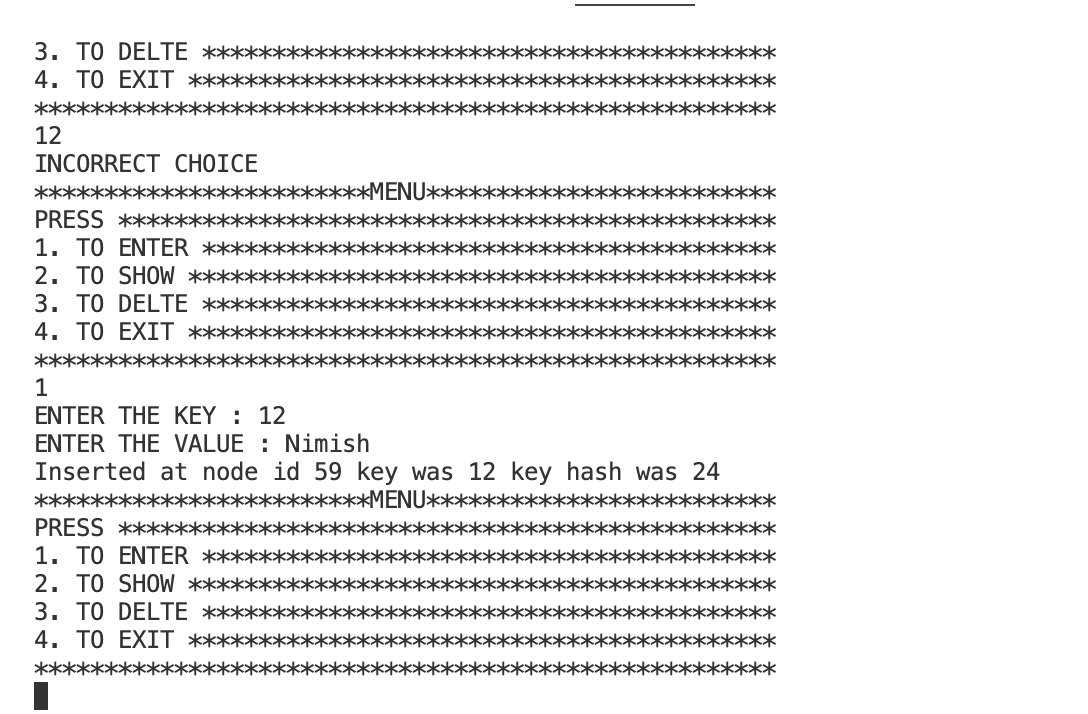 3. TO DELTE *****************************************
4. TO EXIT ******************************************
*****************************************************
12
INCORRECT CHOICE
************************MENU*************************
PRESS ***********************************************
1. TO ENTER *****************************************
2. TO SHOW ******************************************
3. TO DELTE *****************************************
4. TO EXIT ******************************************
*****************************************************
1
ENTER THE KEY : 12
ENTER THE VALUE : Nimish
Inserted at node id 59 key was 12 key hash was 24
************************MENU*************************
PRESS ***********************************************
1. TO ENTER *****************************************
2. TO SHOW ******************************************
3. TO DELTE *****************************************
4. TO EXIT ******************************************
*****************************************************